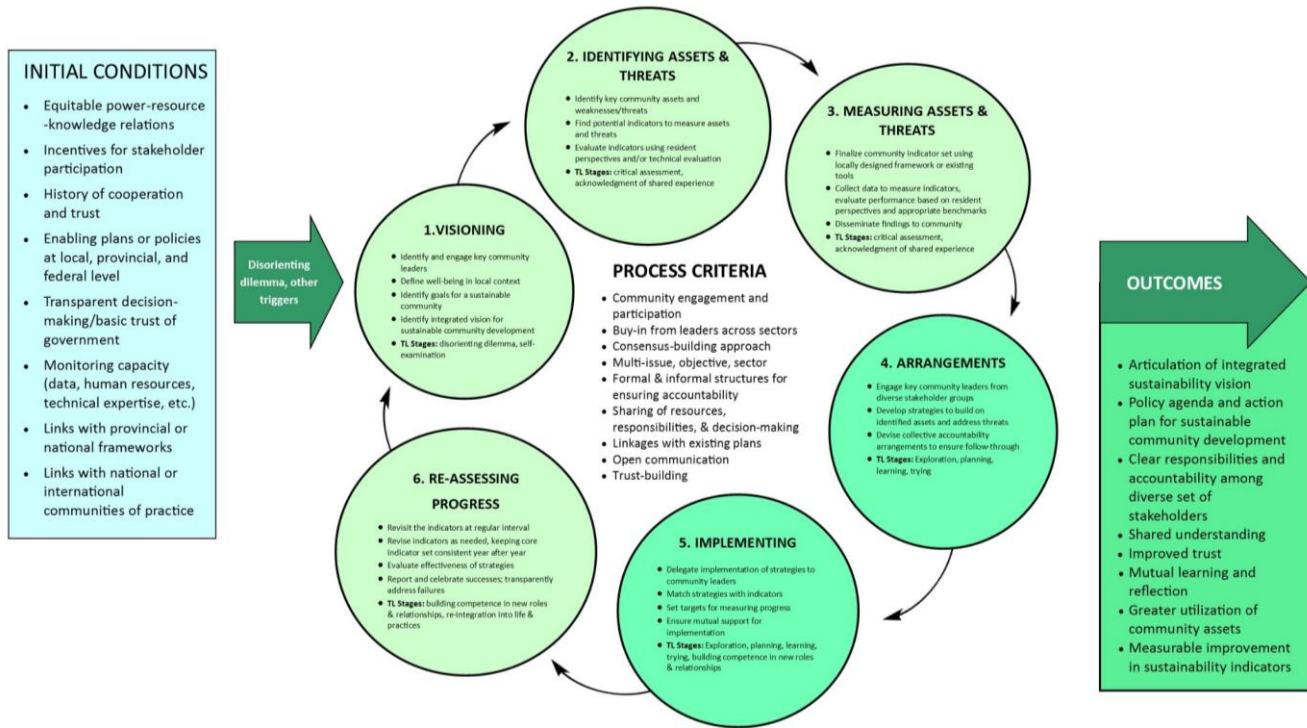 INITIAL CONDITIONS
• Equitable power-resource
-knowledge relations
• Incentives for stakeholder
participation
• History of cooperation
and trust
• Enabling plans or policies
at local, provincial, and
federal level
• Transparent decision-
making/basic trust of
government
• Monitoring capacity
(data, human resources,
technical expertise, etc.)
• Links with provincial or
national frameworks
• Links with national or
international
communities of practice
Disorienting
dilemma, other
triggers
1.VISIONING
• Identify and engage key community
leaders
• Define well-being in local context
• Identify goals for a sustainable
community
• Identify integrated vision for
sustainable community development
• TL Stages: disorienting dilemma, self-
examination
2. IDENTIFYING ASSETS &
THREATS
• Identify key community assets and
weaknesses/threats
• Find potential indicators to measure assets
and threats
• Evaluate indicators using resident
perspectives and/or technical evaluation
• TL Stages: critical assessment,
acknowledgment of shared experience
3. MEASURING ASSETS &
THREATS
• Finalize community indicator set using
locally designed framework or existing
tools
• Collect data to measure indicators,
evaluate performance based on resident
perspectives and appropriate benchmarks
• Disseminate findings to community
• TL Stages: critical assessment,
acknowledgment of shared experience
PROCESS CRITERIA
• Community engagement and
participation
• Buy-in from leaders across sectors
• Consensus-building approach
• Multi-issue, objective, sector
• Formal & informal structures for
ensuring accountability
• Sharing of resources,
responsibilities, & decision-making
• Linkages with existing plans
• Open communication
• Trust-building
4. ARRANGEMENTS
• Engage key community leaders from
diverse stakeholder groups
• Develop strategies to build on
identified assets and address threats
• Devise collective accountability
arrangements to ensure follow-through
• TL Stages: Exploration, planning,
learning, trying
5. IMPLEMENTING
• Delegate implementation of strategies to
community leaders
• Match strategies with indicators
• Set targets for measuring progress
• Ensure mutual support for
implementation
• TL Stages: Exploration, planning, learning,
trying, building competence in new roles
& relationships
6. RE-ASSESSING
PROGRESS
• Revisit the indicators at regular interval
• Revise indicators as needed, keeping core
indicator set consistent year after year
• Evaluate effectiveness of strategies
• Report and celebrate successes; transparently
address failures
• TL Stages: building competence in new roles
& relationships, re-integration into life &
practices
OUTCOMES
• Articulation of integrated
sustainability vision
• Policy agenda and action
plan for sustainable
community development
• Clear responsibilities and
accountability among
diverse set of
stakeholders
• Shared understanding
• Improved trust
• Mutual learning and
reflection
• Greater utilization of
community assets
• Measurable improvement
in sustainability indicators